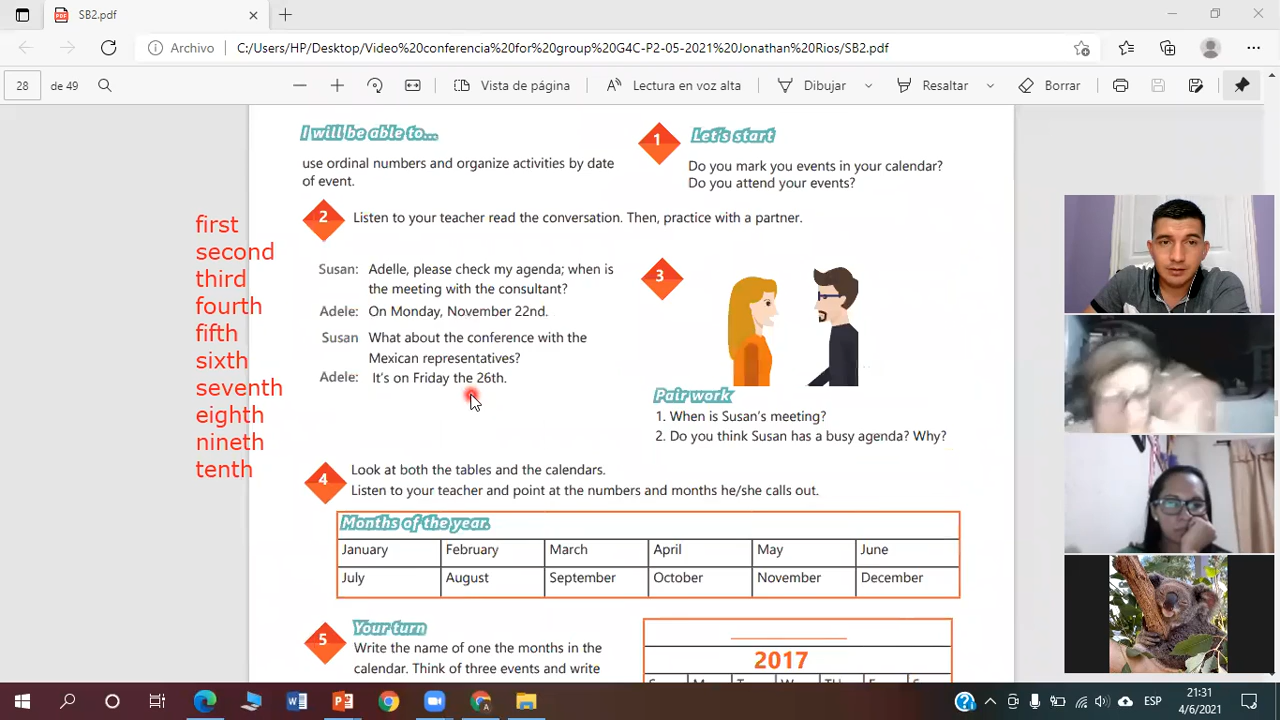 SB2.pdf
Archivo
C:/Users/HP/Desktop/Video%20conferencia%20for%20group%20G4C-P2-05-2021%20Jonathan%20Rios/SB2.pdf
28
de 49
Vista de página
Lectura en voz alta
Dibujar
Resaltar
Borrar
I will be able to...
use ordinal numbers and organize activities by date
of event.
1
Let's start
Do you mark you events in your calendar?
Do you attend your events?
first
second
third
fourth
fifth
sixth
seventh
eighth
nineth
tenth
2
Listen to your teacher read the conversation. Then, practice with a partner.
Susan: Adelle, please check my agenda; when is
the meeting with the consultant?
Adele: On Monday, November 22nd.
Susan What about the conference with the
Mexican representatives?
Adele: It's on Friday the 26th.
3
Pair work
1. When is Susan's meeting?
2. Do you think Susan has a busy agenda? Why?
4
Look at both the tables and the calendars.
Listen to your teacher and point at the numbers and months he/she calls out.
Months of the year.
January February March April May June
July August September October November December
5
Your turn
Write the name of one the months in the
calendar. Think of three events and write
2017
ESP
21:31
4/6/2021